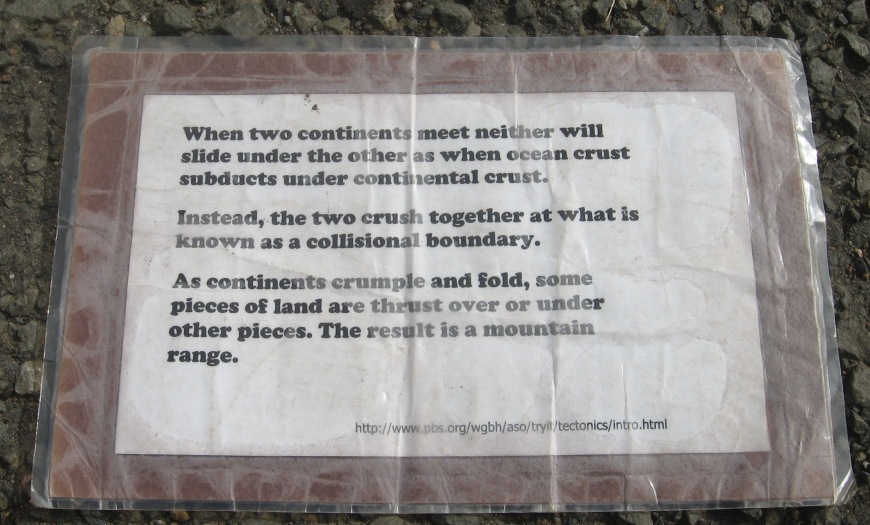 When two continents meet neither will
slide under the other as when ocean crust
subducts under continental crust.
Instead, the two crush together at what is
known as a collisional boundary.
As continents crumple and fold, some
pieces of land are thrust over or under
other pieces. The result is a mountain
range.
http://www.pbs.org/wgbh/aso/tryit/tectonics/intro.html